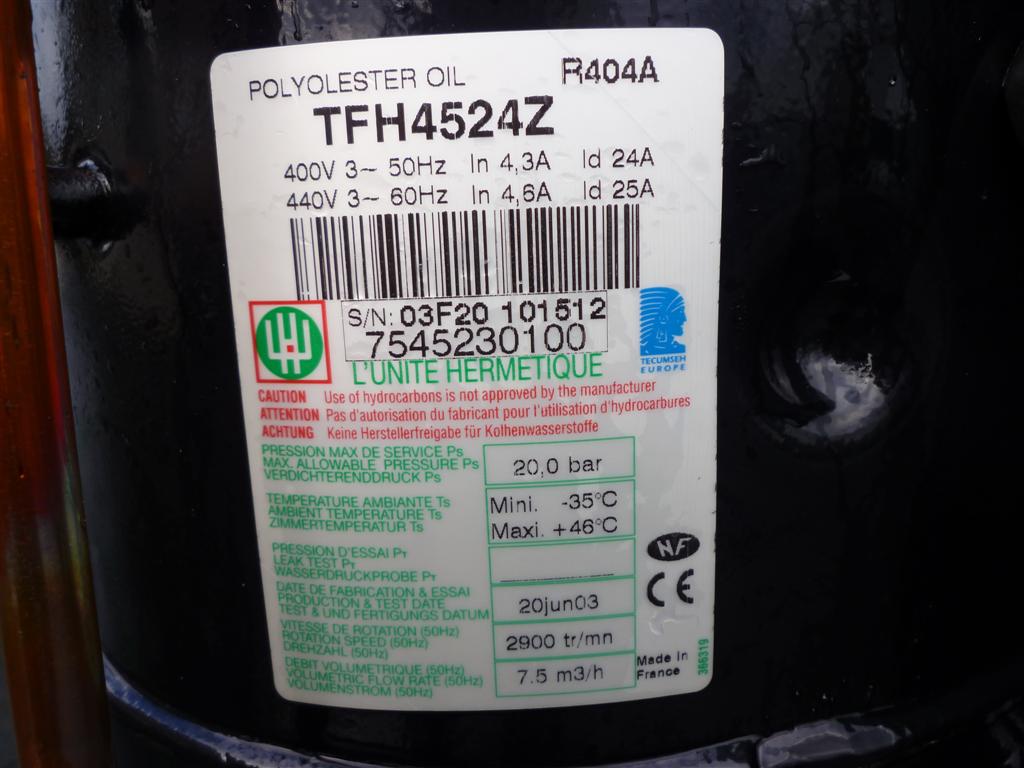 POLYOLESTER OIL R404A
TFH4524Z
400V 3~ 50Hz In 4,3A Id 24A
440V 3~ 60Hz In 4,6A Id 25A
S/N: 03F20 101512
7545230100
L'UNITE HERMETIQUE
TECUMSEH
EUROPE
CAUTION Use of hydrocarbons is not approved by the manufacturer
ATTENTION Pas d'autorisation du fabricant pour l'utilisation d'hydrocarbures
ACHTUNG Keine Herstellerfreigabe für Kolhenwasserstoffe
PRESSION MAX DE SERVICE Ps
MAX. ALLOWABLE PRESSURE Ps
VERDICHTERENDDRUCK Ps
20,0 bar
TEMPERATURE AMBIANTE Ts
AMBIENT TEMPERATURE Ts
ZIMMERTEMPERATUR Ts
Mini. -35°C
Maxi. +46°C
PRESSION D'ESSAI PT
LEAK TEST PT
WASSERDRUCKPROBE PT
NF
CE
DATE DE FABRICATION & ESSAI
PRODUCTION & TEST DATE
TEST & UND FERTIGUNGS DATUM
20jun03
VITESSE DE ROTATION (50Hz)
ROTATION SPEED (50Hz)
DREHZAHL (50Hz)
2900 tr/mn
DEBIT VOLUMETRIQUE (50Hz)
VOLUMETRIC FLOW RATE (50Hz)
VOLUMENSTROM (50Hz)
7.5 m3/h
Made in
France
366319